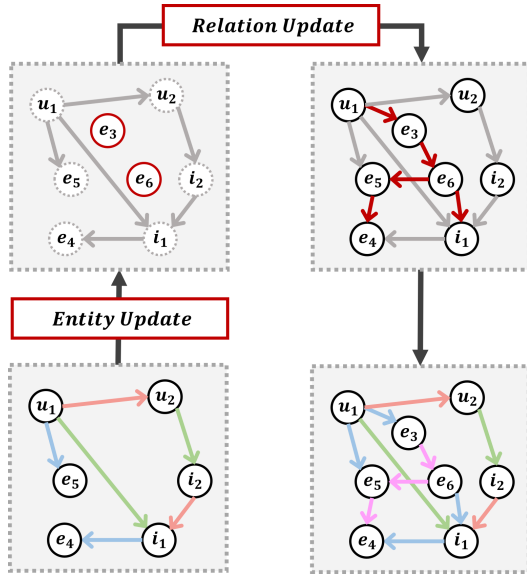 Relation Update
u₁
u₂
e₃
e₅
e₆
i₂
e₄
i₁
u₁
u₂
e₃
e₅
e₆
i₂
e₄
i₁
Entity Update
u₁
u₂
e₅
i₂
e₄
i₁
u₁
u₂
e₃
e₅
e₆
i₂
e₄
i₁